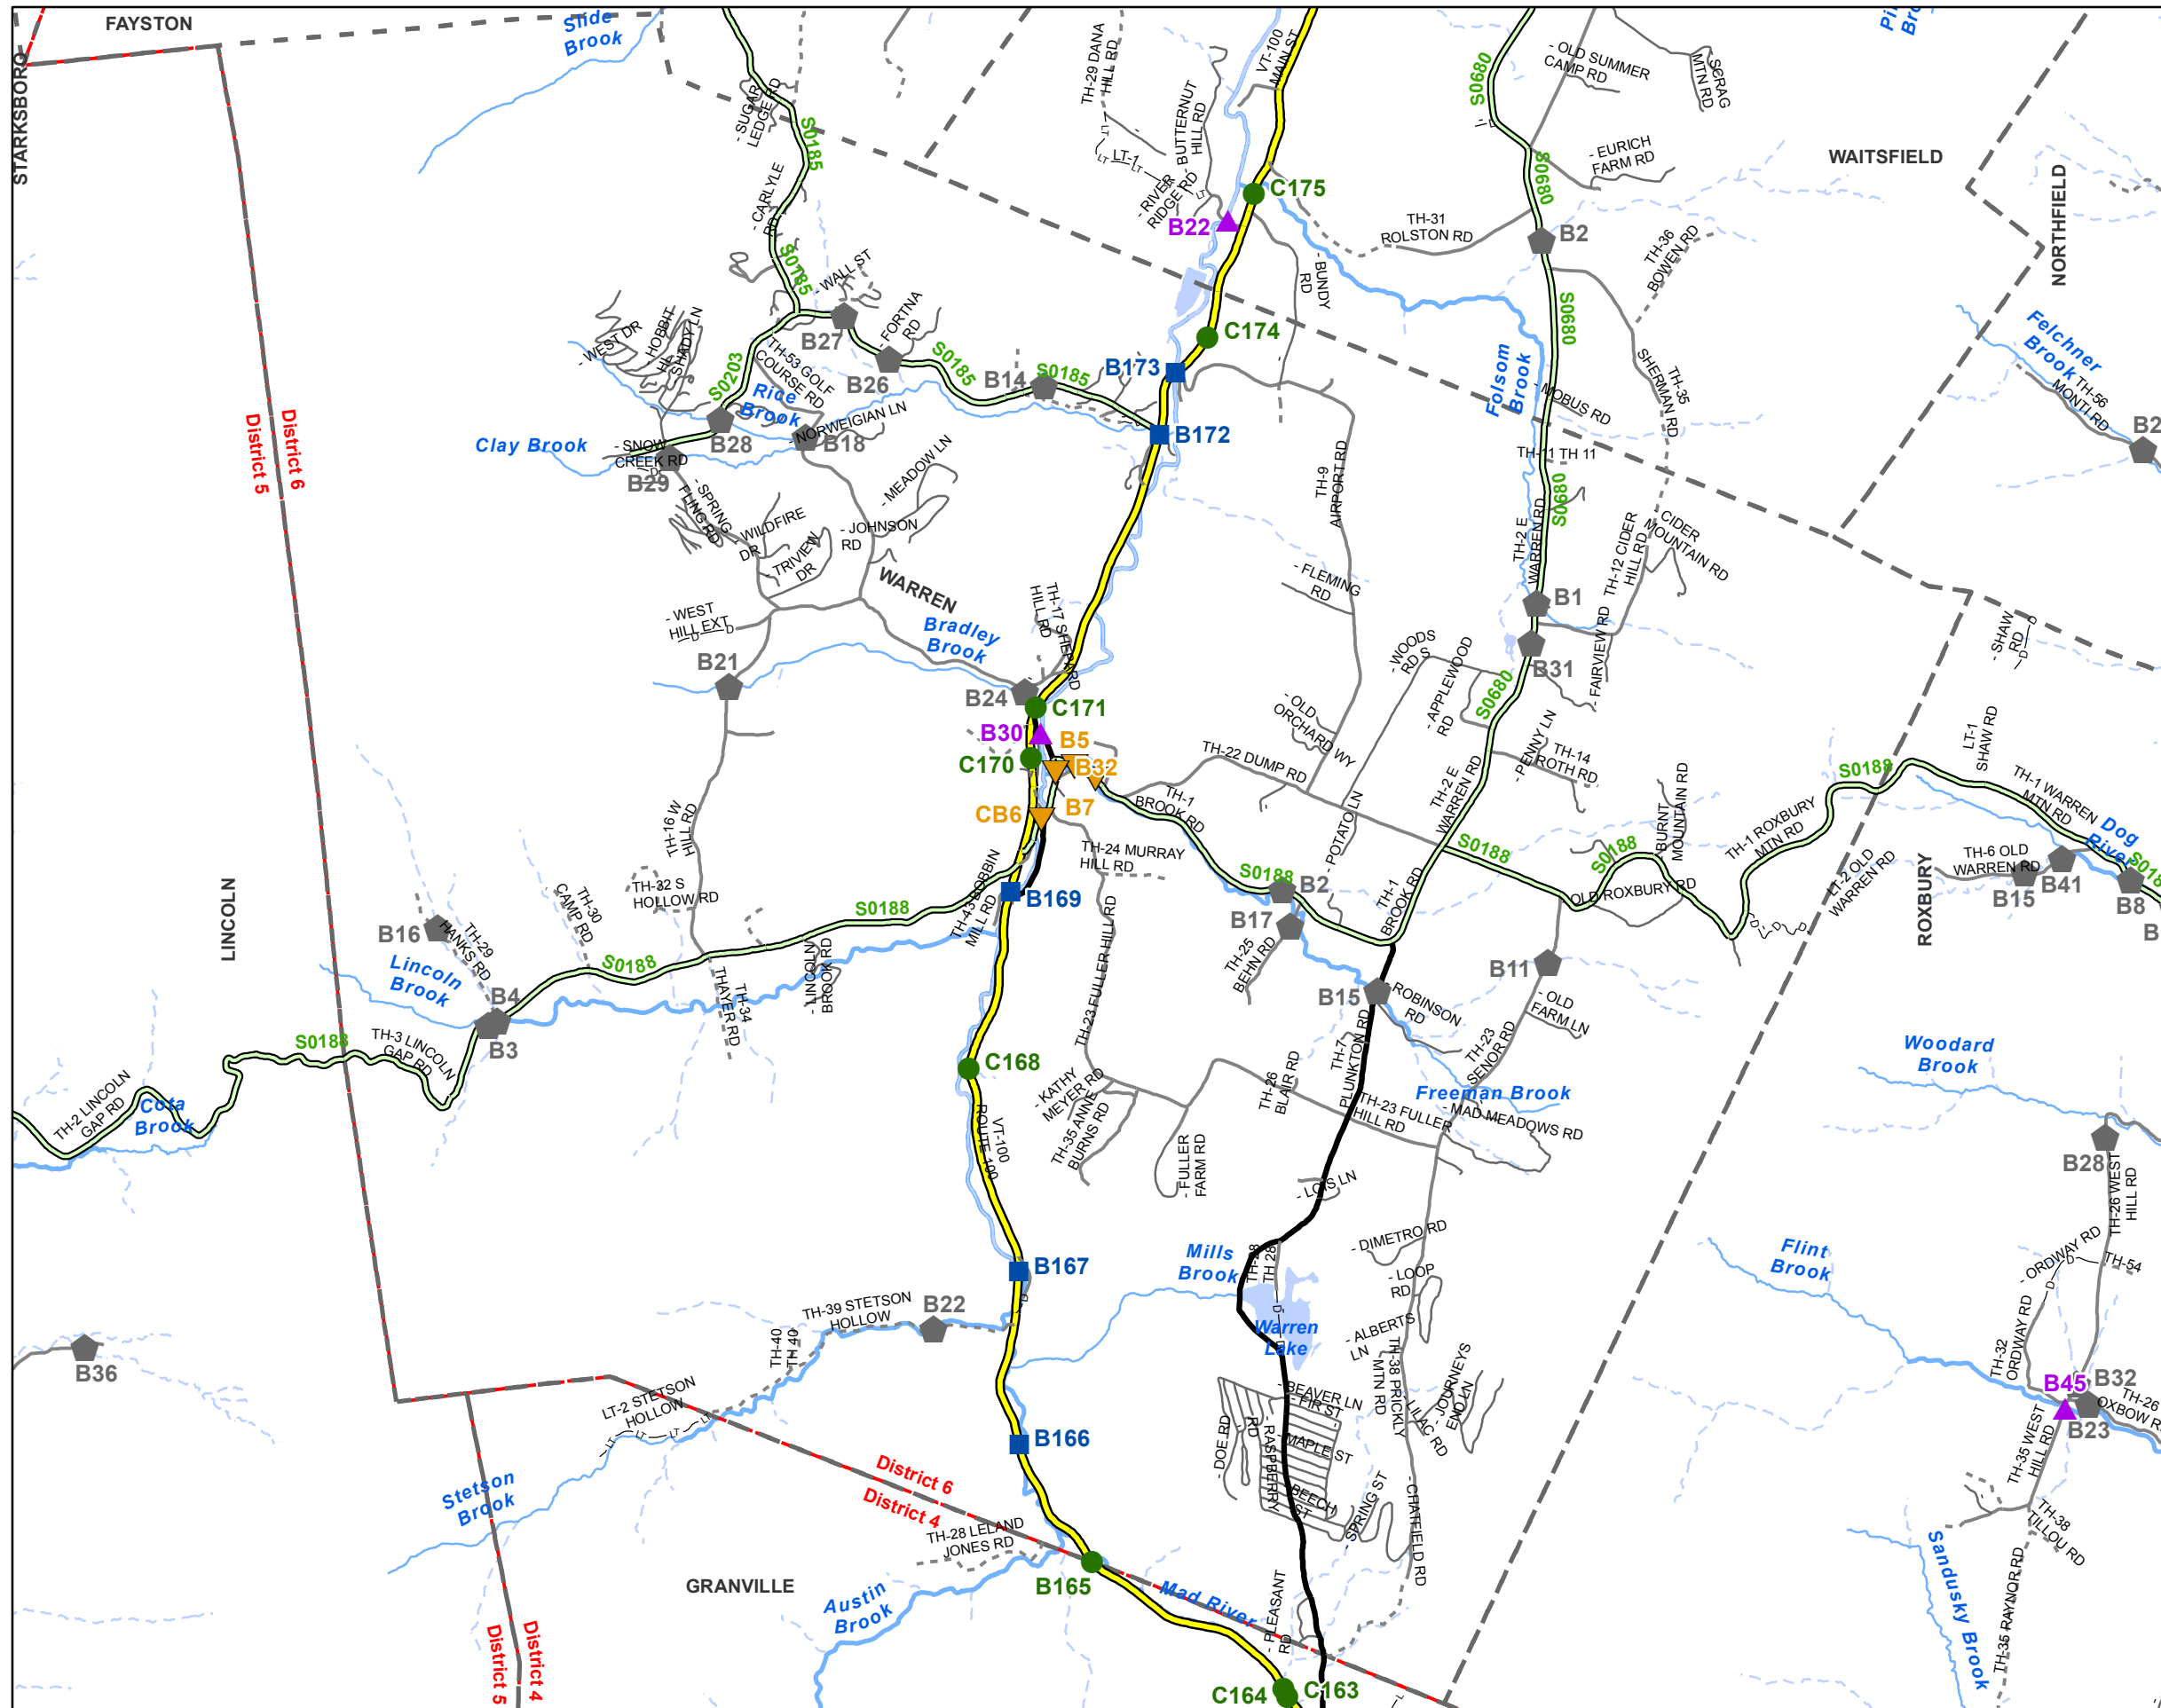 FAYSTON
Slide
Brook
STARKSBORO
- SUGAR
LEDGE RD
S0185
- CARLYLE
RD
S0185
TH-29 DANA
HILL RD
LT-1
- BUTTERNUT
HILL RD
- RIVER
RIDGE RD
VT-100
MAIN ST
C175
B22
S0680
- OLD SUMMER
CAMP RD
SCRAG
MTN RD
- EURICH
FARM RD
S0680
WAITSFIELD
NORTHFIELD
TH-31
ROLSTON RD
B2
TH-36
BOWEN RD
- BUNDY
RD
- WALL ST
B27
- FORTNA
RD
B26
S0185
B14
S0185
B173
C174
B172
- WEST DR
- HOBBIT
HL
SHADY LN
S0203
TH-53 GOLF
COURSE RD
Rice
Brook
- NORWEIGIAN LN
B18
B28
Clay Brook
- SNOW
CREEK RD
B29
- SPRING
FLING RD
- WILDFIRE
DR
- TRIVIEW
DR
- MEADOW LN
- JOHNSON
RD
District 5
District 6
Folsom
Brook
S0680
- MOBUS RD
TH-35
SHERMAN RD
TH-11 TH 11
S0680
TH-2 E
WARREN RD
TH-12 CIDER
HILL RD
CIDER
MOUNTAIN RD
Felchner
Brook
TH-56
MONTI RD
TH-9
AIRPORT RD
- FLEMING
RD
WARREN
Bradley
Brook
TH-17 SHEPARD
HILL RD
- WEST
HILL EXT
B21
B24
C171
B30
C170
B5
B32
B7
CB6
B1
B31
- FAIRVIEW RD
- WOODS
RD S
- APPLEWOOD
RD
S0680
- PENNY LN
TH-14
ROTH RD
- OLD
ORCHARD WY
TH-22 DUMP RD
TH-1
BROOK RD
- POTATO LN
TH-2 E
WARREN RD
- SHAW
RD
LT-1
SHAW RD
S0188
TH-1 WARREN
MTN RD
Dog
River
TH-16 W
HILL RD
TH-32 S
HOLLOW RD
TH-24 MURRAY
HILL RD
TH-43 BOBBIN
MILL RD
B169
S0188
S0188
S0188
- BURNT
MOUNTAIN RD
TH-1 ROXBURY
MTN RD
OLD ROXBURY RD
LT-2 OLD
WARREN RD
ROXBURY
TH-6 OLD
WARREN RD
B15
B41
B8
LINCOLN
B16
TH-29
HANKS RD
TH-30
CAMP RD
Lincoln
Brook
B4
B3
S0188
S0188
- LINCOLN
BROOK RD
TH-34
THAYER RD
B2
B17
TH-25
BEHN RD
TH-1
BROOK RD
B15
- ROBINSON
RD
B11
- OLD
FARM LN
TH-23
SENOR RD
TH-23 FULLER HILL RD
TH-7
PLUNKTON RD
S0188
TH-3 LINCOLN
GAP RD
TH-2 LINCOLN
GAP RD
Cota
Brook
C168
VT-100
ROUTE 100
- KATHY
MEYER RD
TH-35 ANNE
BURNS RD
- FULLER
FARM RD
TH-26
BLAIR RD
TH-23 FULLER
HILL RD
Freeman Brook
- MAD MEADOWS RD
Woodard
Brook
B28
TH-26 WEST
HILL RD
- LOIS LN
- DIMETRO RD
TH-28
TH 28
Mills
Brook
- LOOP
RD
Warren
Lake
- ALBERTS
LN
TH-38 PRICKLY
MTN RD
- JOURNEYS
END LN
- LILAC RD
Flint
Brook
- ORDWAY RD
TH-54
TH-32
ORDWAY RD
B45
B32
B23
TH-26
OXBOW R
B167
TH-39 STETSON
HOLLOW
B22
TH-40
TH 40
B36
LT-2 STETSON
HOLLOW
B166
- BEAVER LN
- FIR ST
- MAPLE ST
- DOE RD
RD
- RASPBERRY
- BEECH
ST
- SPRING ST
- CHATFIELD RD
Stetson
Brook
District 6
District 4
TH-28 LELAND
JONES RD
B165
GRANVILLE
Austin
Brook
Mad River
- PLEASANT
RD
C164
C163
District 5
District 4
TH-35 WEST
HILL RD
TH-38
TILLOU RD
TH-35 RAYNOR RD
Sandusky Brook